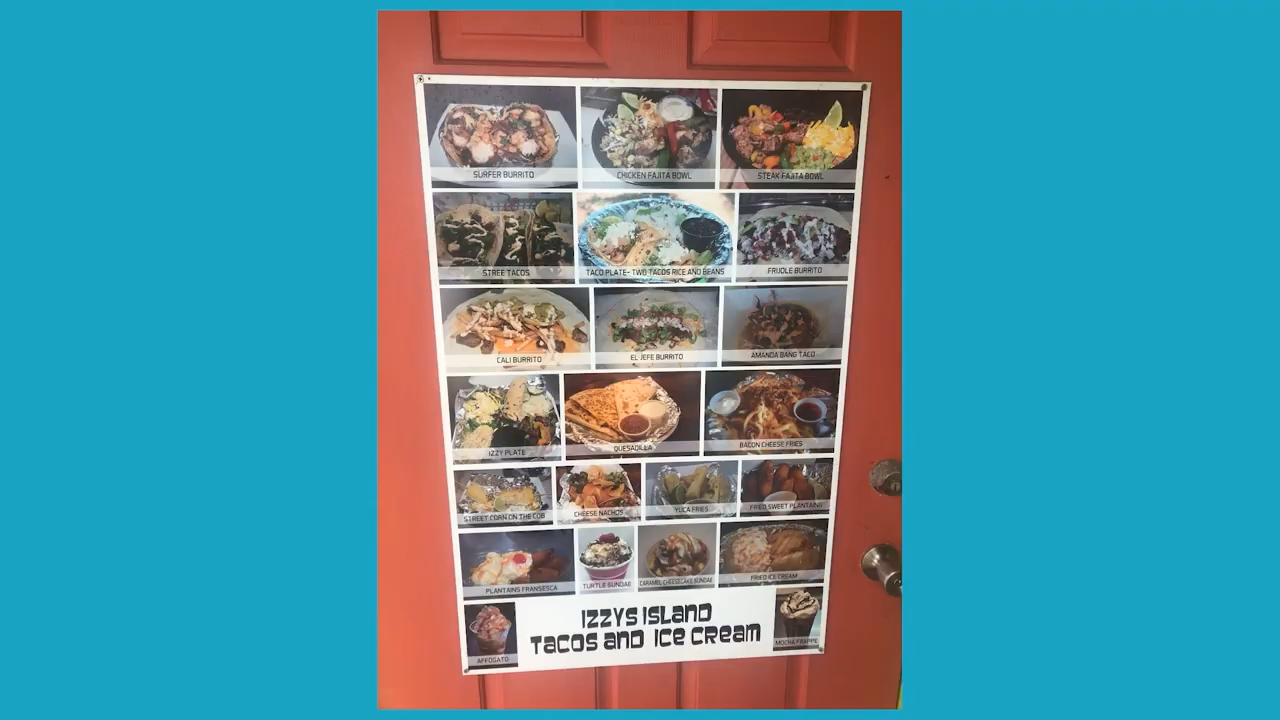 SURFER BURRITO
CHICKEN FAJITA BOWL
STEAK FAJITA BOWL
STREE TACOS
TACO PLATE- TWO TACOS RICE AND BEANS
FRIJOLE BURRITO
CALI BURRITO
EL JEFE BURRITO
AMANDA BANG TACO
IZZY PLATE
QUESADILLA
BACON CHEESE FRIES
STREET CORN ON THE COB
CHEESE NACHOS
YUCA FRIES
FRIED SWEET PLANTAINS
PLANTAINS FRANSESCA
TURTLE SUNDAE
CARAMEL CHEESECAKE SUNDAE
FRIED ICE CREAM
AFFOGATO
IZZYS ISLAND
TACOS AND ICE CREAM
MOCHA FRAPPE